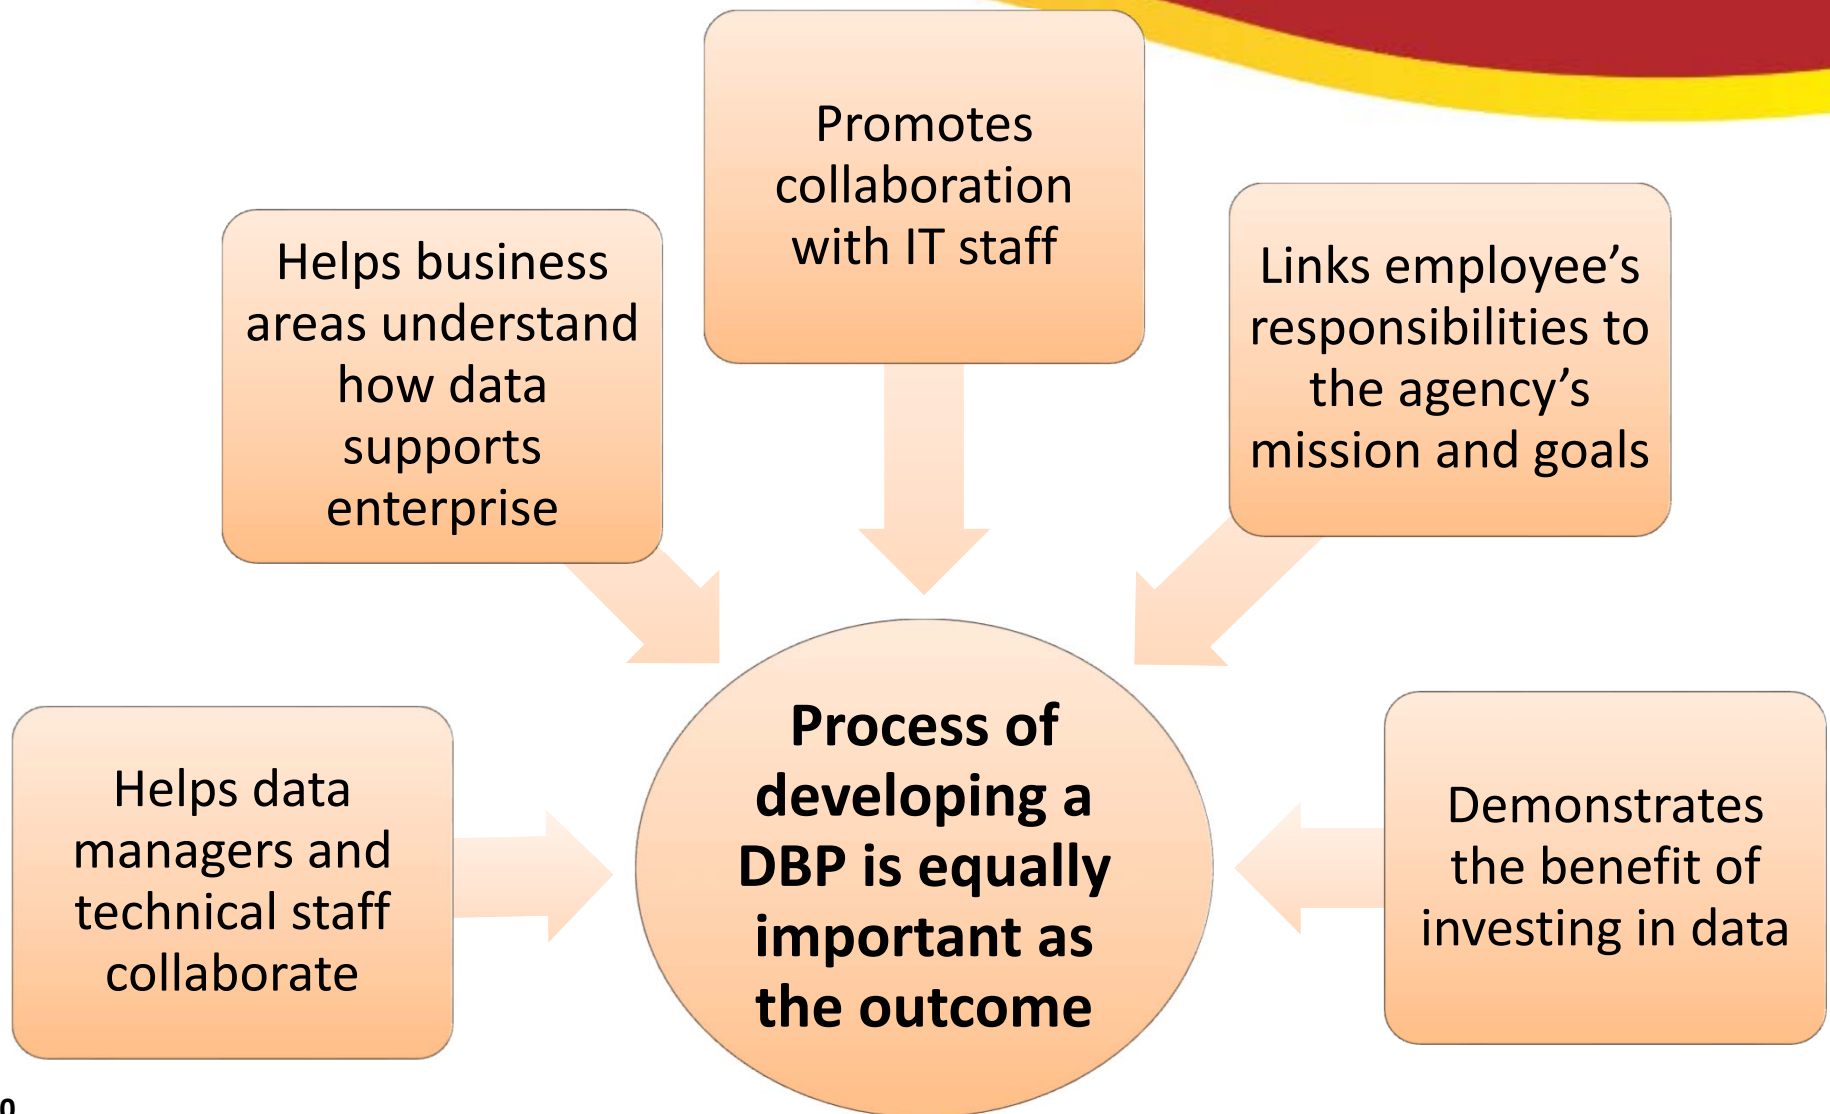 Promotes
collaboration
with IT staff
Helps business
areas understand
how data
supports
enterprise
Links employee’s
responsibilities to
the agency’s
mission and goals
Helps data
managers and
technical staff
collaborate
Process of
developing a
DBP is equally
important as
the outcome
Demonstrates
the benefit of
investing in data